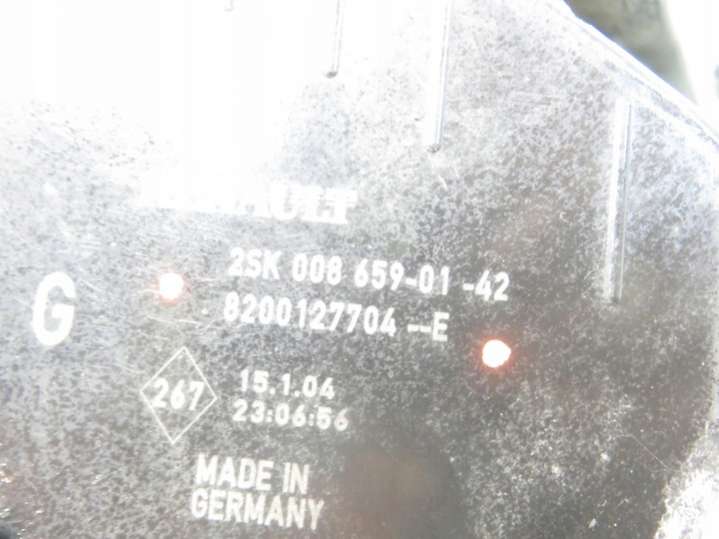 RENAULT
2SK 008 659-01-42
G
8200127704--E
267
15.1.04
23:06:56
MADE IN
GERMANY